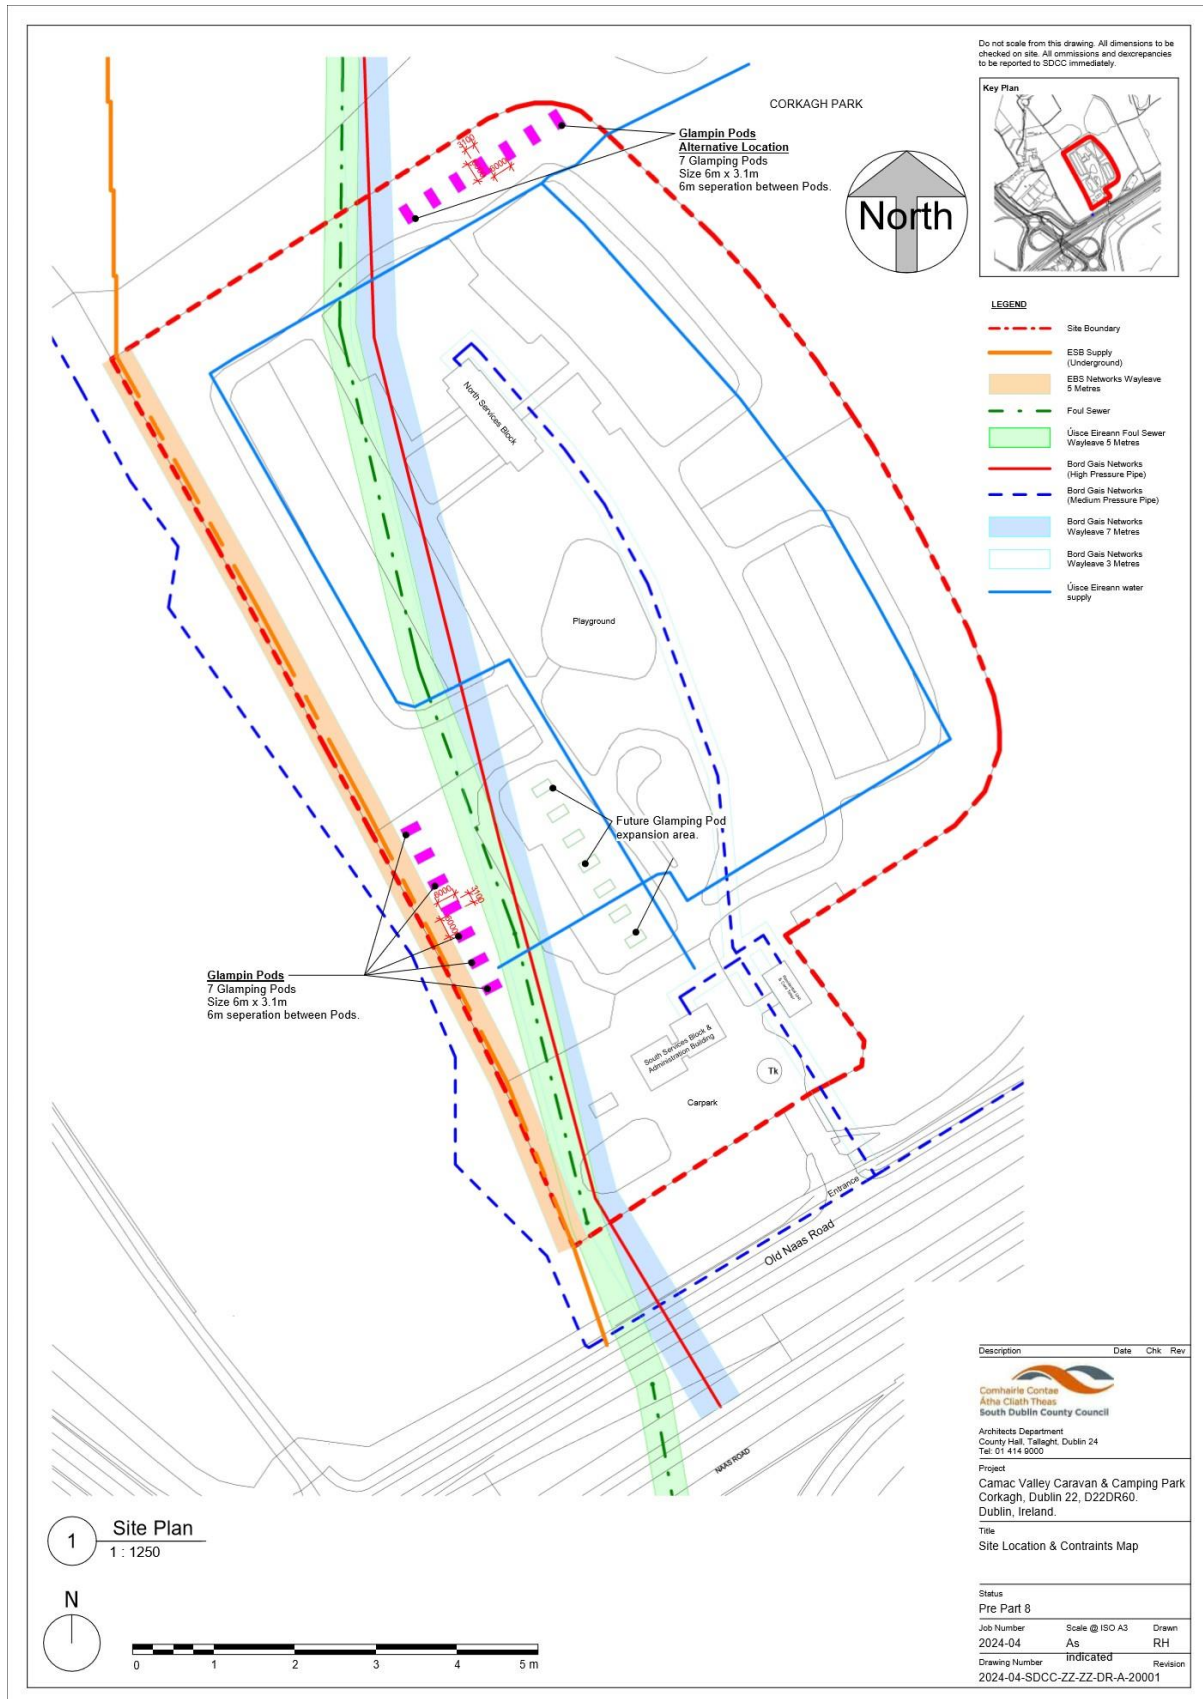 Do not scale from this drawing. All dimensions to be
checked on site. All ommissions and dexcrepancies
to be reported to SDCC immediately.
Key Plan
CORKAGH PARK
Glampin Pods
Alternative Location
7 Glamping Pods
Size 6m x 3.1m
6m seperation between Pods.
North
3100
6000
LEGEND
Site Boundary
ESB Supply
(Underground)
EBS Networks Wayleave
5 Metres
Foul Sewer
Úisce Eireann Foul Sewer
Wayleave 5 Metres
Bord Gais Networks
(High Pressure Pipe)
Bord Gais Networks
(Medium Pressure Pipe)
Bord Gais Networks
Wayleave 7 Metres
Bord Gais Networks
Wayleave 3 Metres
Úisce Eireann water
supply
North Services Block
Playground
Future Glamping Pod
expansion area.
6000
3100
6000
Glampin Pods
7 Glamping Pods
Size 6m x 3.1m
6m seperation between Pods.
South Services Block &
Administration Building
Tk
Carpark
Entrance
Old Naas Road
NAAS ROAD
1
Site Plan
1 : 1250
N
0 1 2 3 4 5 m
Description Date Chk Rev
Comhairle Contae
Átha Cliath Theas
South Dublin County Council
Architects Department
County Hall, Tallaght, Dublin 24
Tel: 01 414 9000
Project
Camac Valley Caravan & Camping Park
Corkagh, Dublin 22, D22DR60.
Dublin, Ireland.
Title
Site Location & Contraints Map
Status
Pre Part 8
Job Number Scale @ ISO A3 Drawn
2024-04 As indicated RH
Drawing Number Revision
2024-04-SDCC-ZZ-ZZ-DR-A-20001